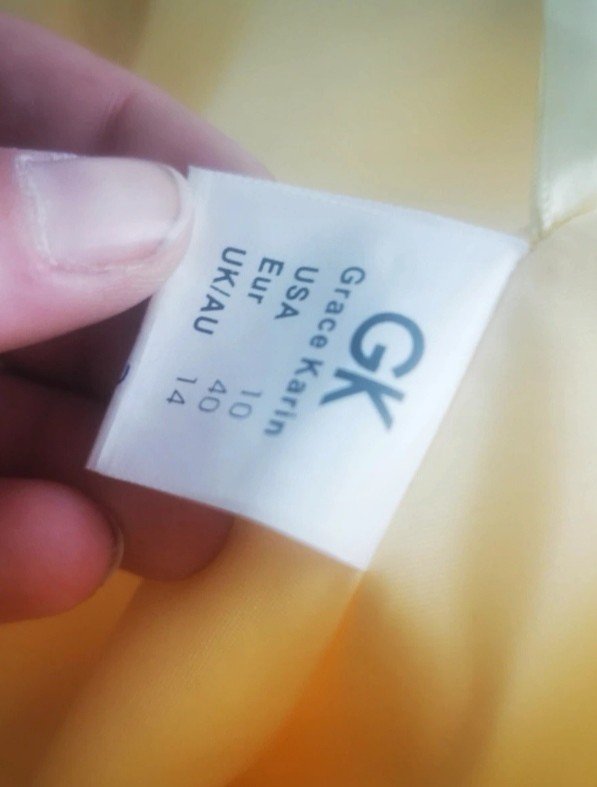 GK
Grace Karin
USA 10
Eur 40
UK/AU 14